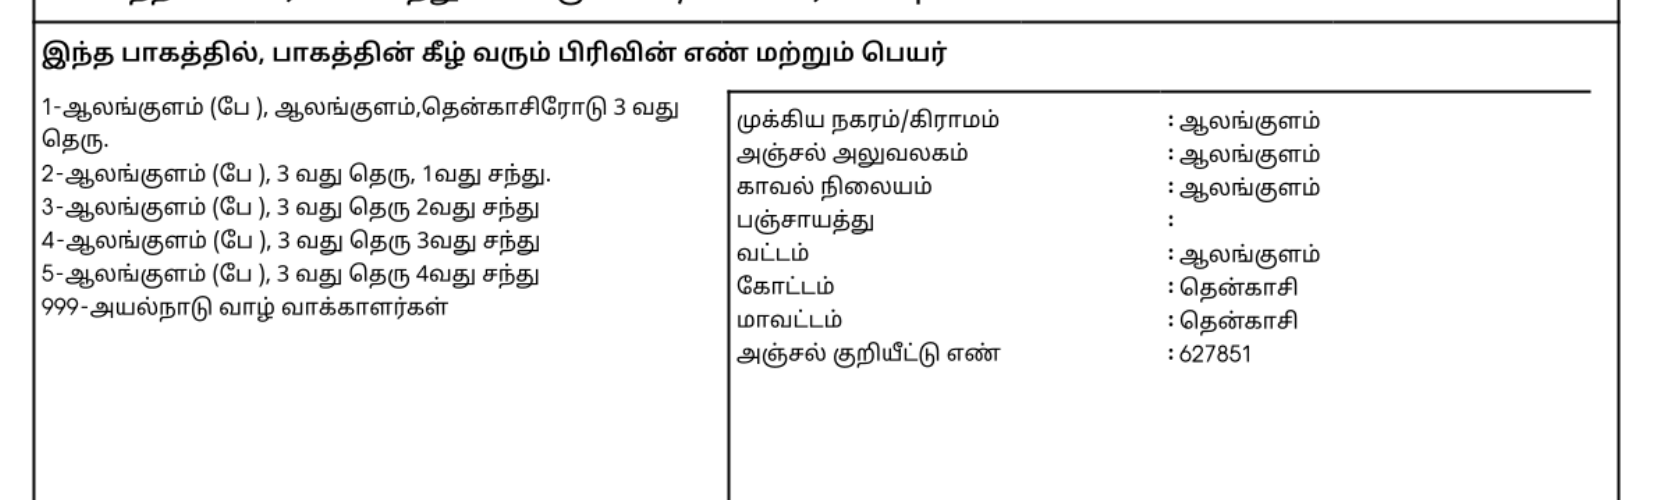 இந்த பாகத்தில், பாகத்தின் கீழ் வரும் பிரிவின் எண் மற்றும் பெயர்
1-ஆலங்குளம் (பே ), ஆலங்குளம்,தென்காசிரோடு 3 வது
தெரு.
2-ஆலங்குளம் (பே ), 3 வது தெரு, 1வது சந்து.
3-ஆலங்குளம் (பே ), 3 வது தெரு 2வது சந்து
4-ஆலங்குளம் (பே ), 3 வது தெரு 3வது சந்து
5-ஆலங்குளம் (பே ), 3 வது தெரு 4வது சந்து
999-அயல்நாடு வாழ் வாக்காளர்கள்
முக்கிய நகரம்/கிராமம் : ஆலங்குளம்
அஞ்சல் அலுவலகம் : ஆலங்குளம்
காவல் நிலையம் : ஆலங்குளம்
பஞ்சாயத்து :
வட்டம் : ஆலங்குளம்
கோட்டம் : தென்காசி
மாவட்டம் : தென்காசி
அஞ்சல் குறியீட்டு எண் : 627851